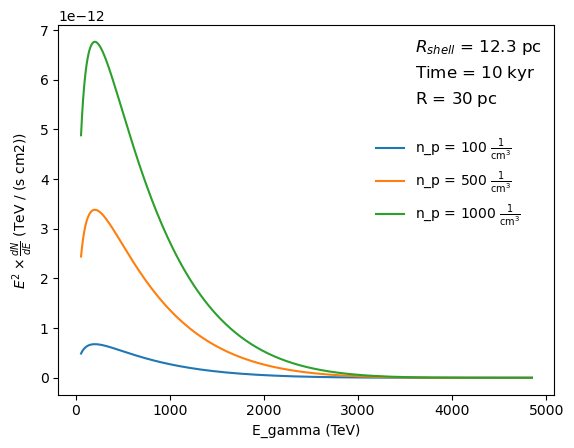 1e−12
R_shell = 12.3 pc
Time = 10 kyr
R = 30 pc
n_p = 100 1/cm³
n_p = 500 1/cm³
n_p = 1000 1/cm³
7
6
5
4
3
2
1
0
E² × dN/dE (TeV / (s cm2))
0 1000 2000 3000 4000 5000
E_gamma (TeV)